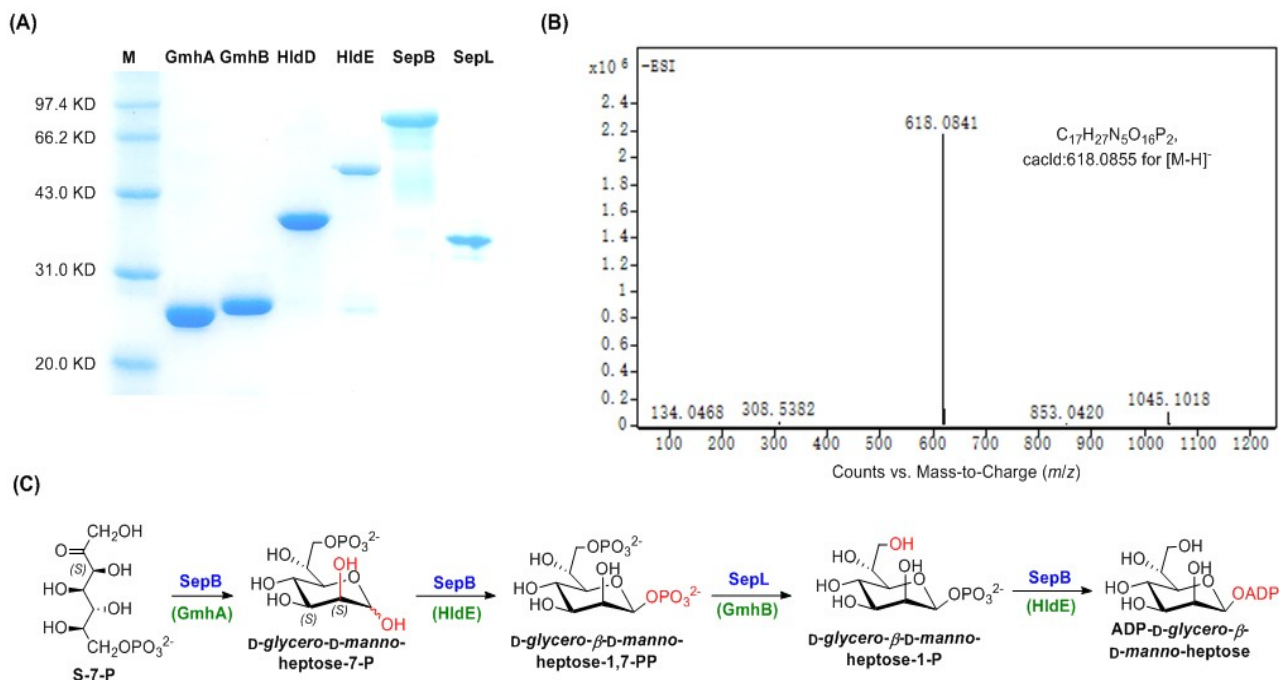 (A)
M GmhA GmhB HldD HldE SepB SepL
97.4 KD
66.2 KD
43.0 KD
31.0 KD
20.0 KD
(B)
x10 6 -ESI
2.4
2.2
2
1.8
1.6
1.4
1.2
1
0.8
0.6
0.4
0.2
0
618.0841
C17H27N5O16P2,
cacld:618.0855 for [M-H]-
134.0468 308.5382 853.0420 1045.1018
100 200 300 400 500 600 700 800 900 1000 1100 1200
Counts vs. Mass-to-Charge (m/z)
(C)
CH2OH
O
(S)
OH
HO
OH
HO
CH2OPO3 2-
S-7-P
SepB
(GmhA)
OPO3 2-
HO
OH
HO
O
HO
(S)
(S)
OH
D-glycero-D-manno-
heptose-7-P
SepB
(HldE)
OPO3 2-
HO
OH
HO
O
HO
OPO3 2-
D-glycero-β-D-manno-
heptose-1,7-PP
SepL
(GmhB)
OH
HO
OH
HO
O
HO
OPO3 2-
D-glycero-β-D-manno-
heptose-1-P
SepB
(HldE)
OH
HO
OH
HO
O
HO
OADP
ADP-D-glycero-β-
D-manno-heptose